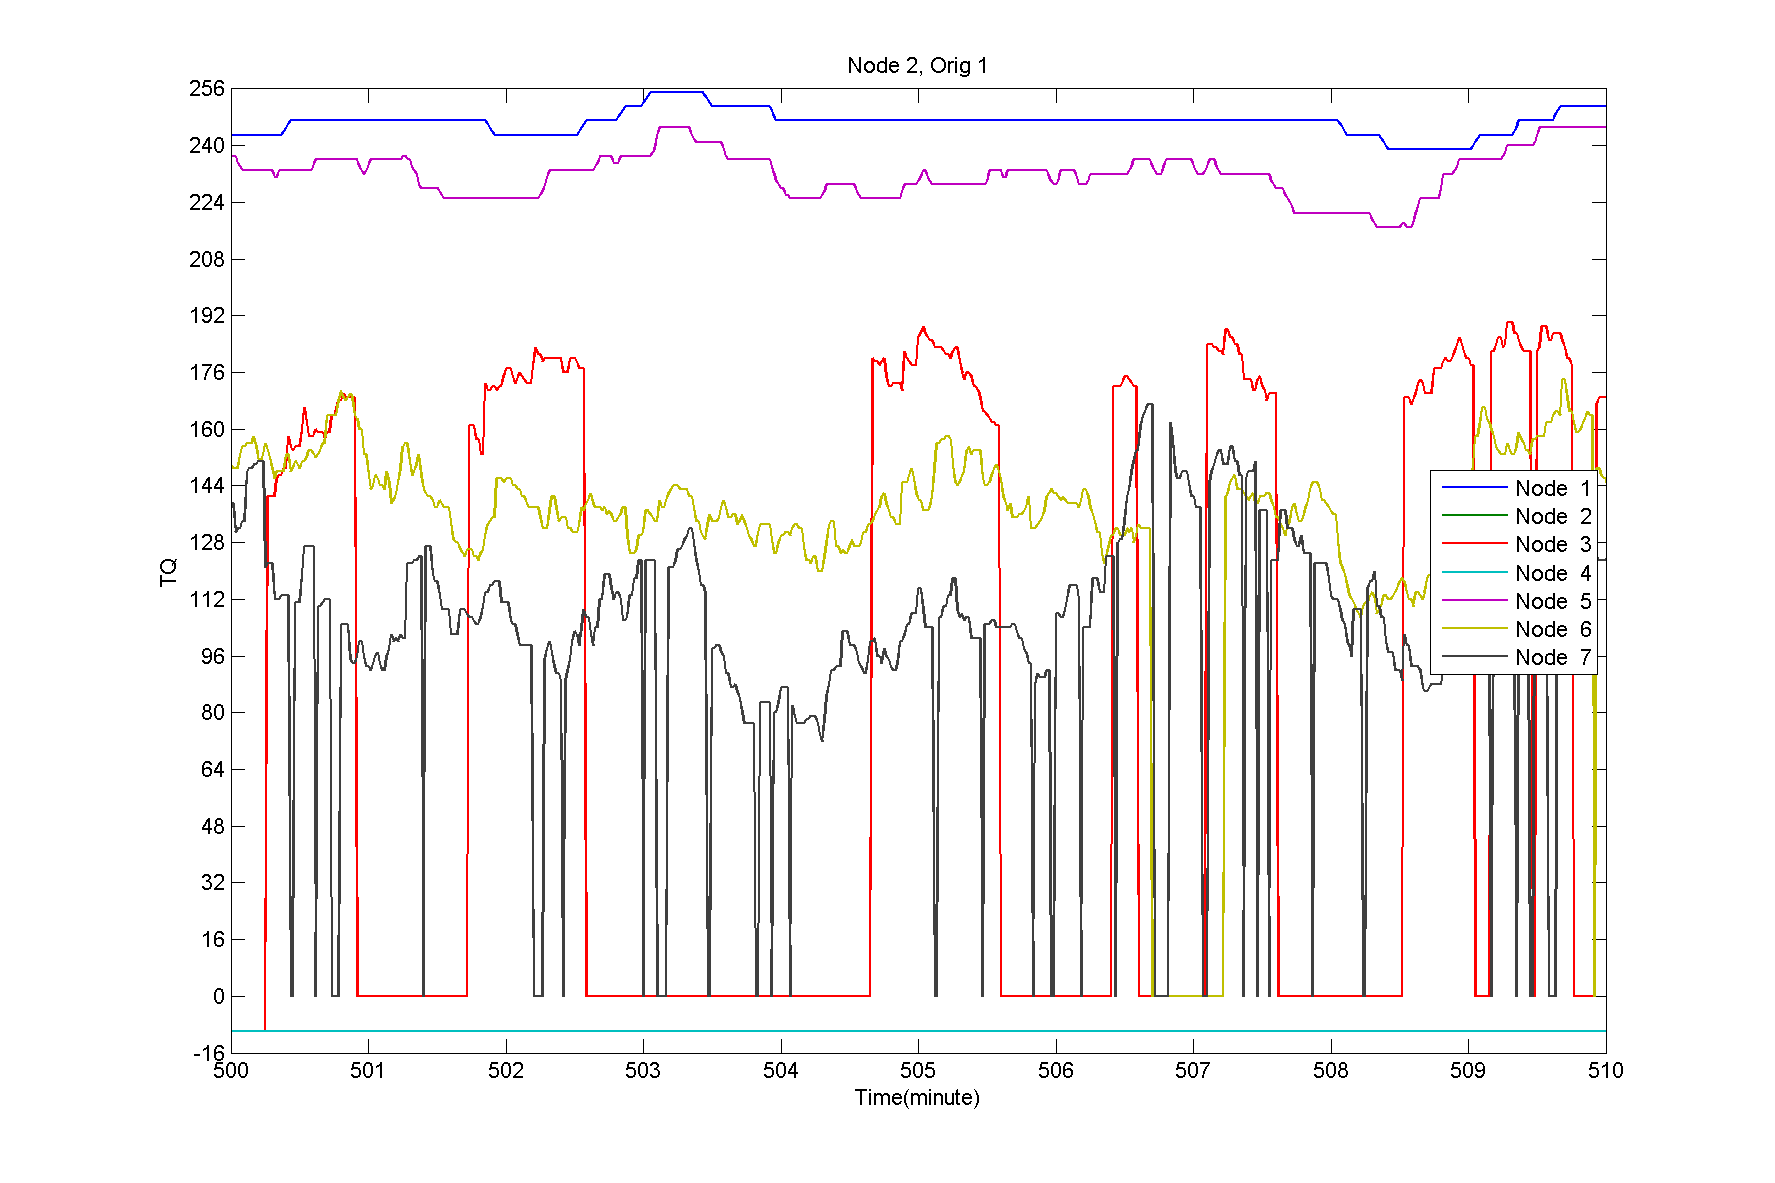 Node 2, Orig 1
256
240
224
208
192
176
160
144
128
112
96
80
64
48
32
16
0
-16
TQ
Node 1
Node 2
Node 3
Node 4
Node 5
Node 6
Node 7
500 501 502 503 504 505 506 507 508 509 510
Time(minute)